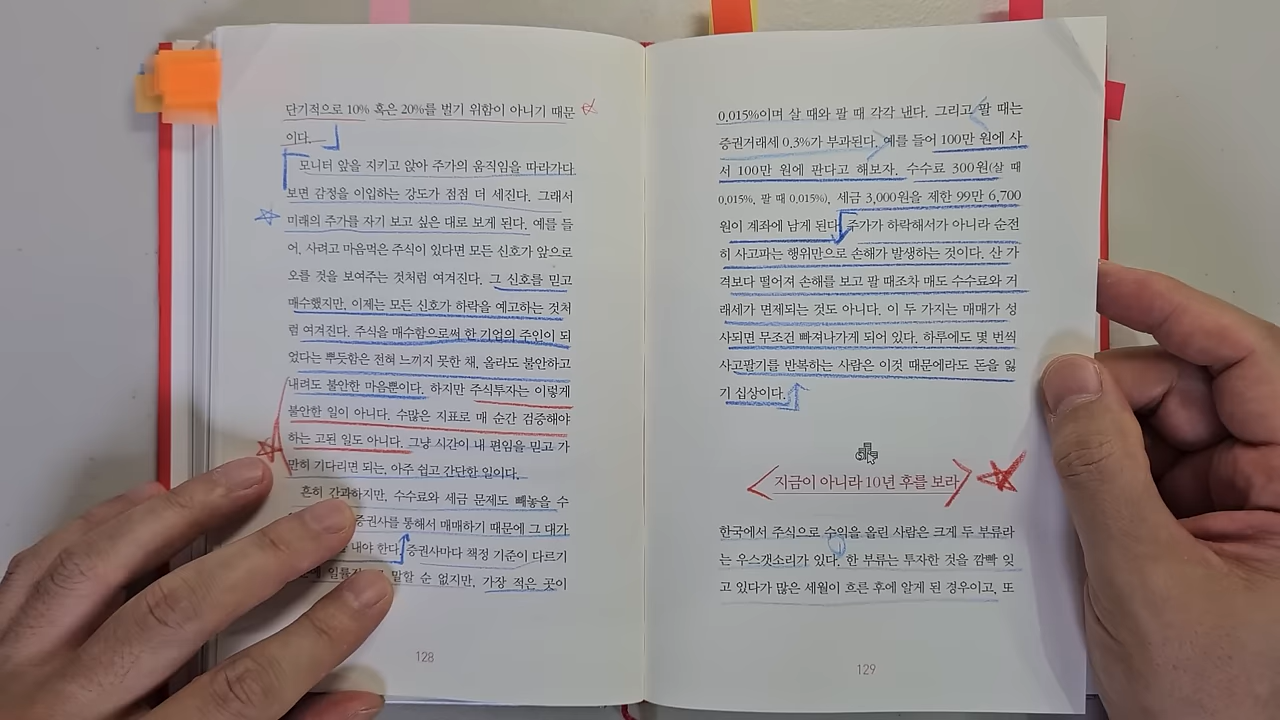 단기적으로 10% 혹은 20%를 벌기 위함이 아니기 때문
이다.
모니터 앞을 지키고 앉아 주가의 움직임을 따라가다
보면 감정을 이입하는 강도가 점점 더 세진다. 그래서
미래의 주가를 자기 보고 싶은 대로 보게 된다. 예를 들
어, 사려고 마음먹은 주식이 있다면 모든 신호가 앞으로
오를 것을 보여주는 것처럼 여겨진다. 그 신호를 믿고
매수했지만, 이제는 모든 신호가 하락을 예고하는 것처
럼 여겨진다. 주식을 매수함으로써 한 기업의 주인이 되
었다는 뿌듯함은 전혀 느끼지 못한 채, 올라도 불안하고
내려도 불안한 마음뿐이다. 하지만 주식투자는 이렇게
불안한 일이 아니다. 수많은 지표로 매 순간 검증해야
하는 고된 일도 아니다. 그냥 시간이 내 편임을 믿고 가
만히 기다리면 되는, 아주 쉽고 간단한 일이다.
흔히 간과하지만, 수수료와 세금 문제도 빼놓을 수
증권사를 통해서 매매하기 때문에 그 대가
내야 한다. 증권사마다 책정 기준이 다르기
말할 순 없지만, 가장 적은 곳이
128
0.015%이며 살 때와 팔 때 각각 낸다. 그리고 팔 때는
증권거래세 0.3%가 부과된다. 예를 들어 100만 원에 사
서 100만 원에 판다고 해보자. 수수료 300원(살 때
0.015%, 팔 때 0.015%), 세금 3,000원을 제한 99만 6,700
원이 계좌에 남게 된다. 주가가 하락해서가 아니라 순전
히 사고파는 행위만으로 손해가 발생하는 것이다. 산 가
격보다 떨어져 손해를 보고 팔 때조차 매도 수수료와 거
래세가 면제되는 것도 아니다. 이 두 가지는 매매가 성
사되면 무조건 빠져나가게 되어 있다. 하루에도 몇 번씩
사고팔기를 반복하는 사람은 이것 때문에라도 돈을 잃
기 십상이다.
지금이 아니라 10년 후를 보라
한국에서 주식으로 수익을 올린 사람은 크게 두 부류라
는 우스갯소리가 있다. 한 부류는 투자한 것을 깜빡 잊
고 있다가 많은 세월이 흐른 후에 알게 된 경우이고, 또
129